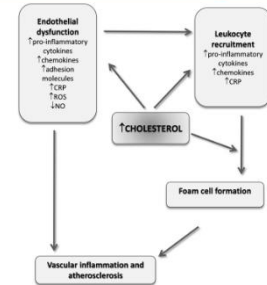 Endothelial
dysfunction
↑pro-inflammatory
cytokines
↑chemokines
↑adhesion
molecules
↑CRP
↑ROS
↓NO
Leukocyte
recruitment
↑pro-inflammatory
cytokines
↑chemokines
↑CRP
↑CHOLESTEROL
Foam cell formation
Vascular inflammation and
atherosclerosis